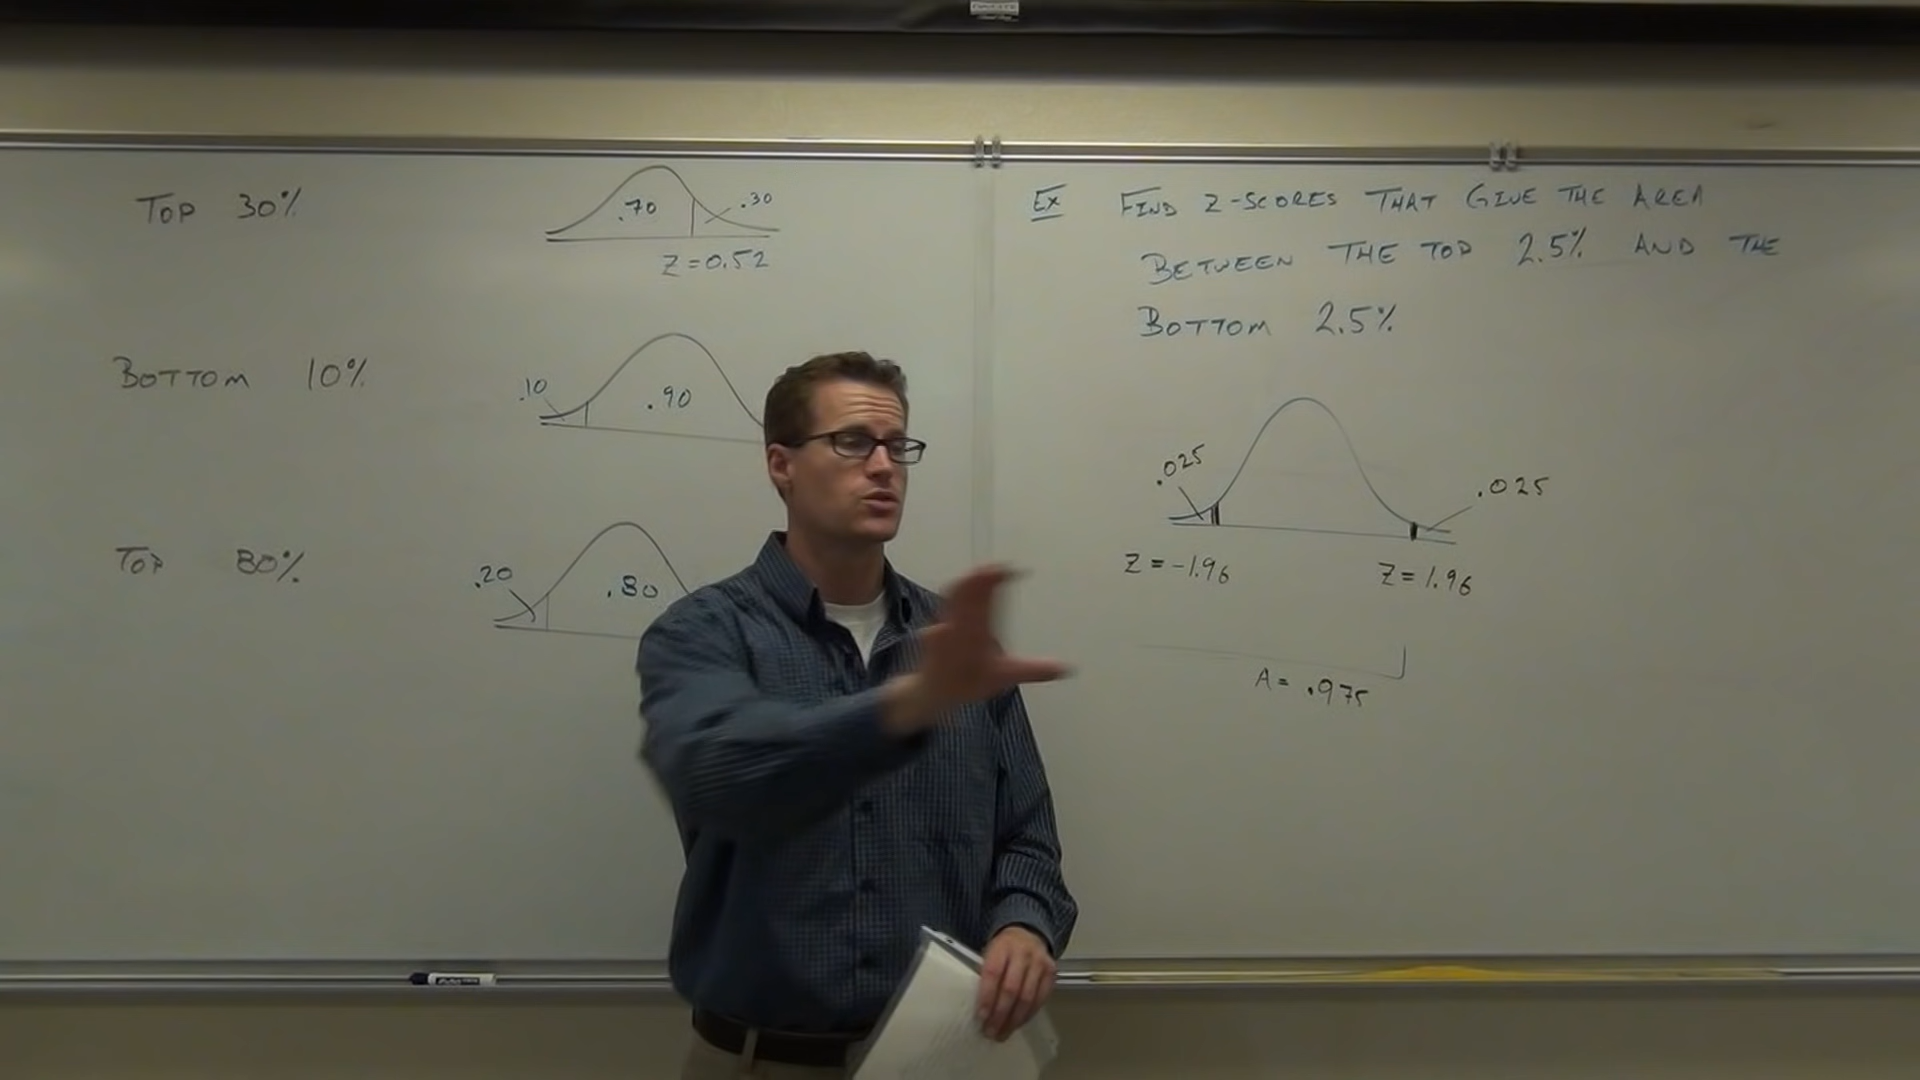 TOP 30%
.70
.30
Z=0.52
BOTTOM 10%
.10
.90
TOP 80%
.20
.80
Ex FIND Z-SCORES THAT GIVE THE AREA
BETWEEN THE TOP 2.5% AND THE
BOTTOM 2.5%
.025
.025
Z=-1.96
Z=1.96
A= .975